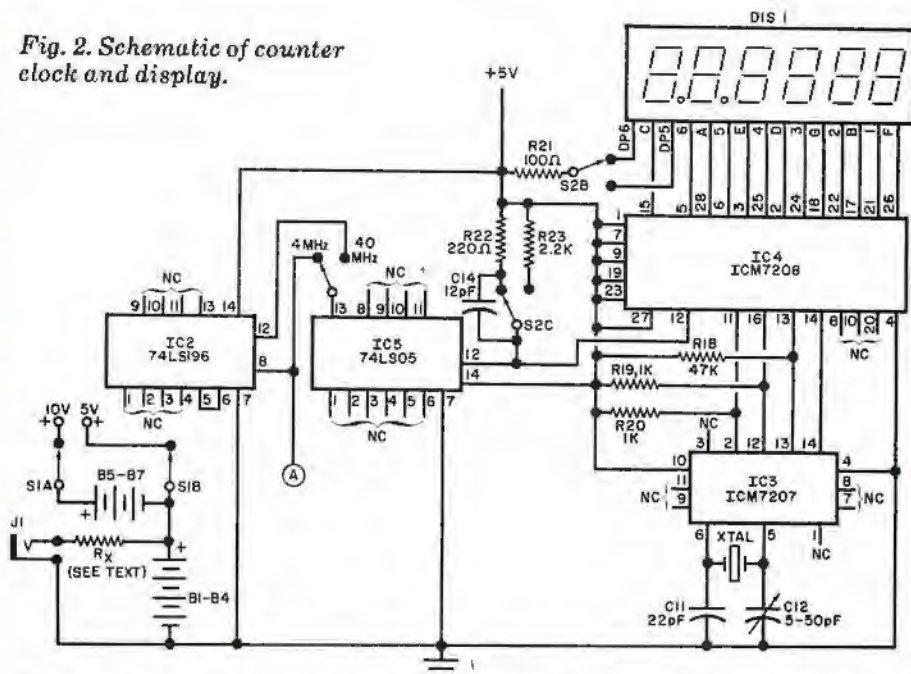 Fig. 2. Schematic of counter
clock and display.
DIS 1
+5V
R21
100Ω
S2B
DP6
C
DP5
6
A
5
E
4
D
3
G
2
B
1
F
15
5
28
6
3
25
2
24
18
22
17
21
26
R22
220Ω
R23
2.2K
C14
12pF
S2C
4MHz
40
MHz
1
7
9
19
23
IC4
ICM7208
27
12
11
16
13
14
8
10
20
4
NC
NC
9
10
11
13
14
12
8
IC2
74LS196
1
2
3
4
5
6
7
NC
NC
13
8
9
10
11
12
14
IC5
74LS05
1
2
3
4
5
6
7
NC
R18
47K
R19,1K
R20
1K
NC
3
2
12
13
14
10
11
9
NC
IC3
ICM7207
4
8
7
NC
6
5
1
NC
XTAL
C11
22pF
C12
5-50pF
10V
+
5V
+
S1A
B5-B7
+
S1B
J1
RX
(SEE TEXT)
+
B1-B4
A